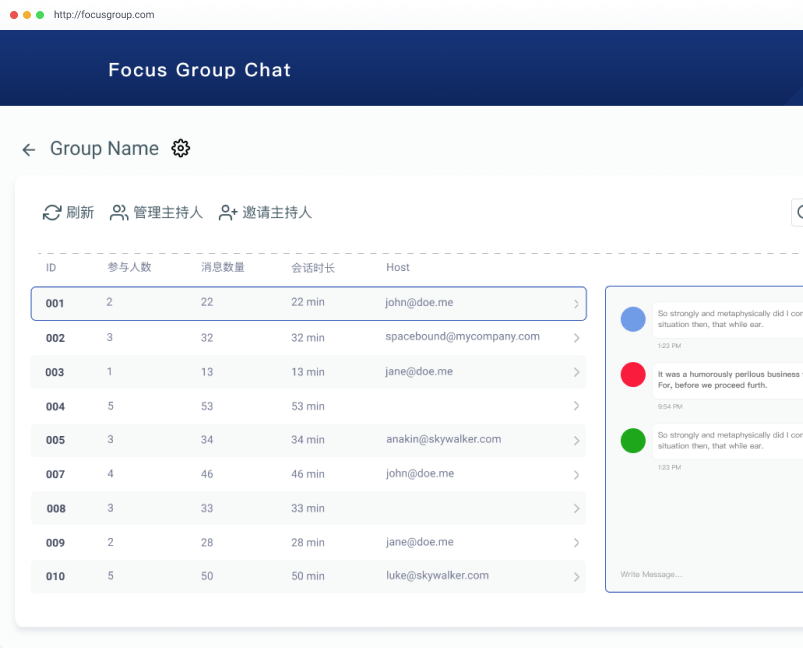 http://focusgroup.com
Focus Group Chat
Group Name
刷新 管理主持人 邀请主持人
ID 参与人数 消息数量 会话时长 Host
001 2 22 22 min john@doe.me
002 3 32 32 min spacebound@mycompany.com
003 1 13 13 min jane@doe.me
004 5 53 53 min
005 3 34 34 min anakin@skywalker.com
007 4 46 46 min john@doe.me
008 3 33 33 min
009 2 28 28 min jane@doe.me
010 5 50 50 min luke@skywalker.com
So strongly and metaphysically did I
situation then, that while ear.
1:23 PM
It was a humorously perilous business
For, before we proceed furth.
9:54 PM
So strongly and metaphysically did I
situation then, that while ear.
1:23 PM
Write Message...